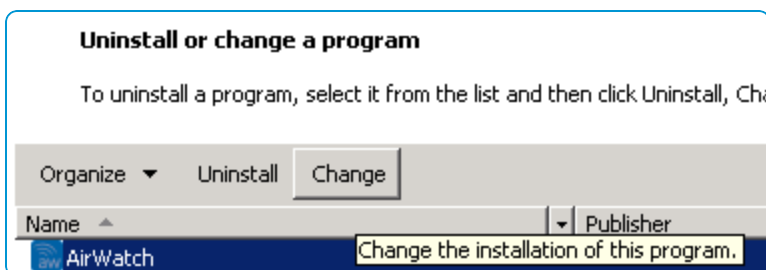 Uninstall or change a program
To uninstall a program, select it from the list and then click Uninstall, Cha
Organize Uninstall Change
Name Publisher
aw AirWatch Change the installation of this program.